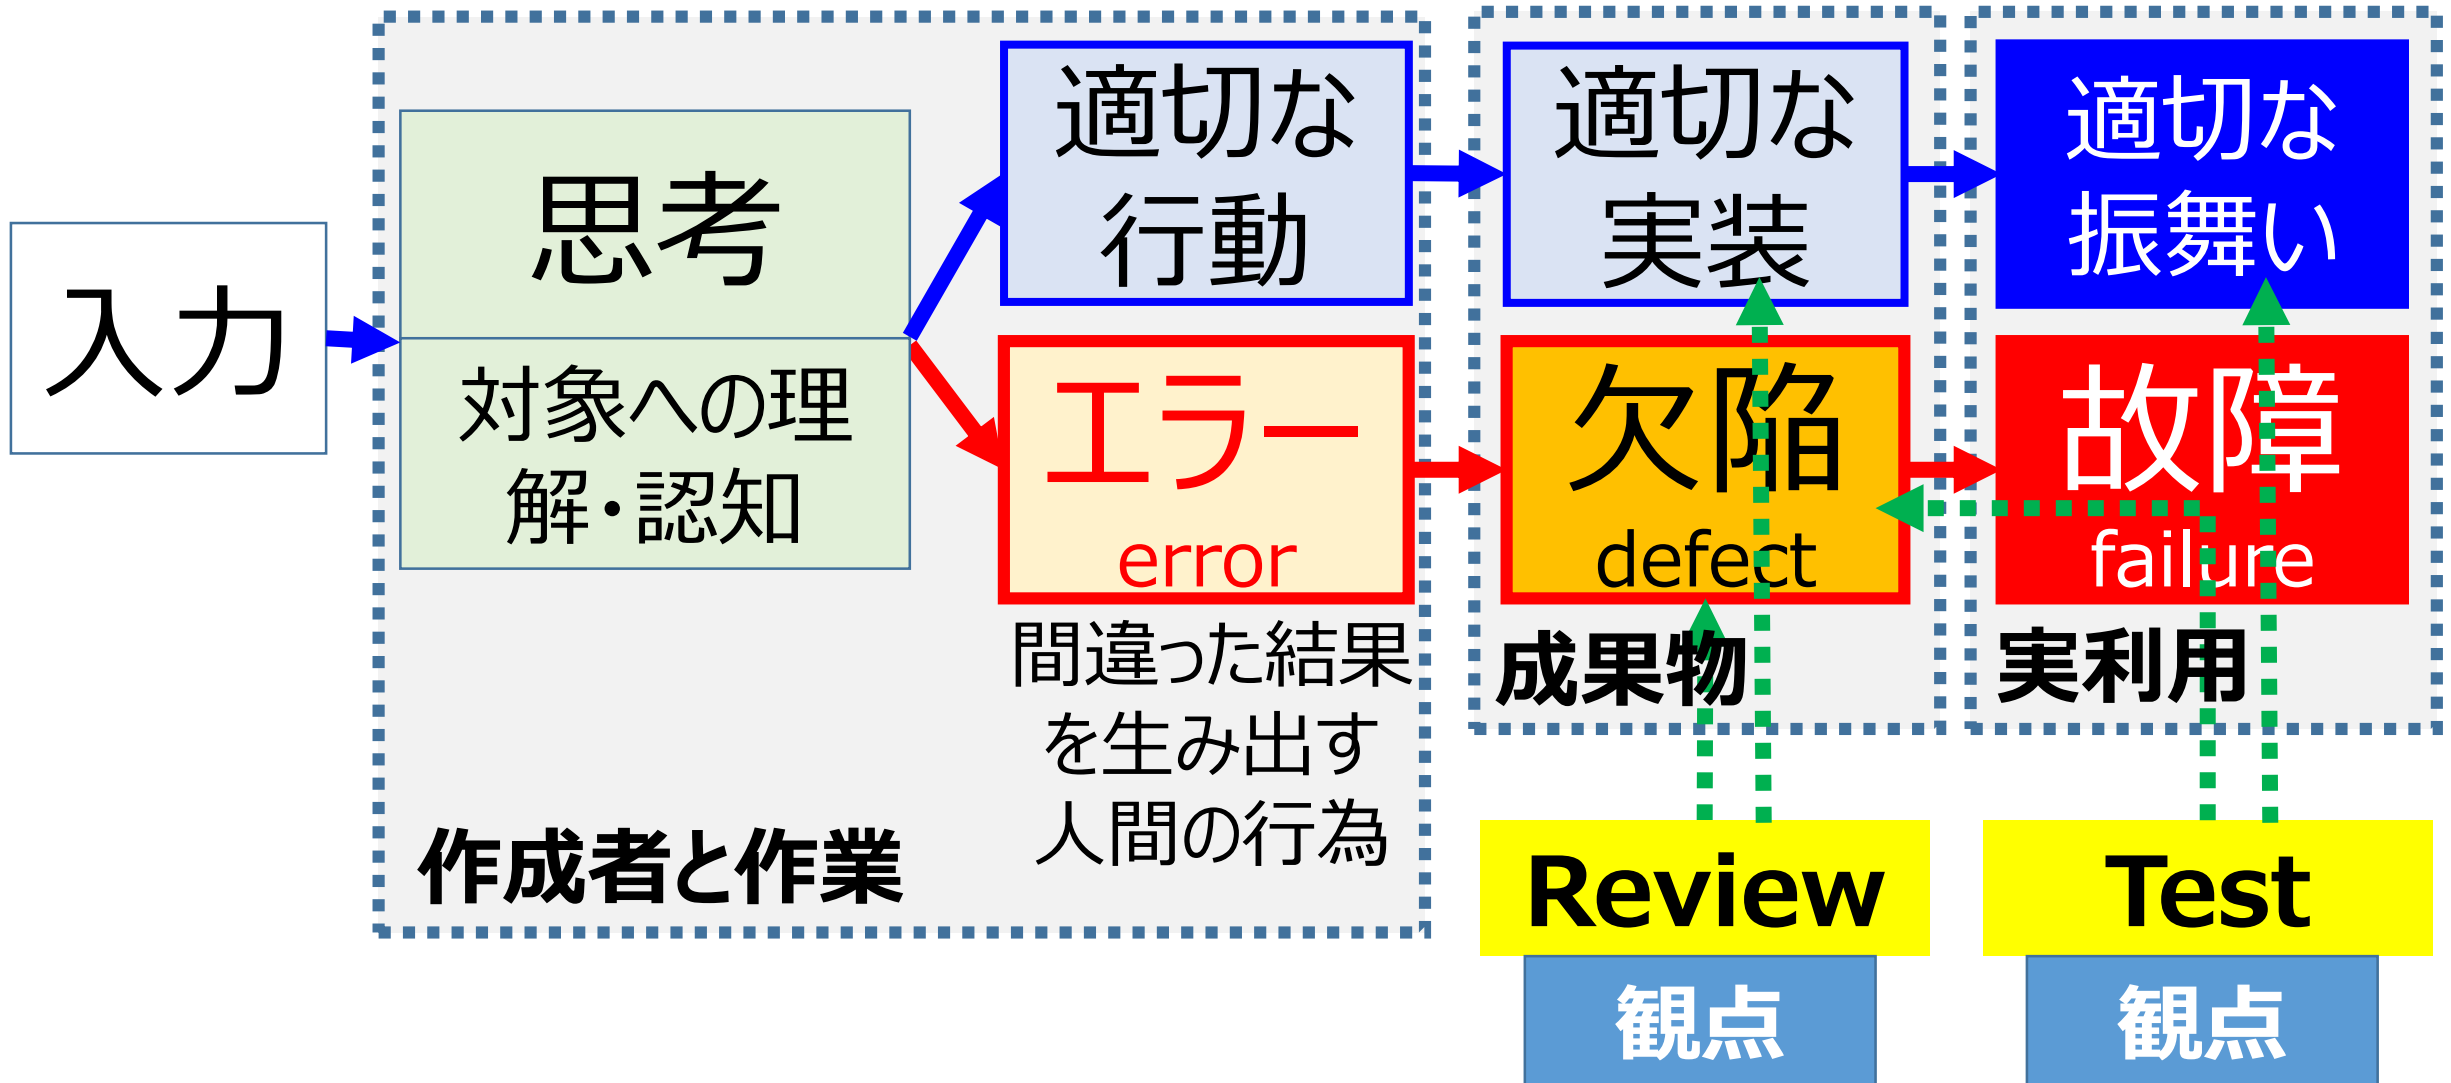 入力
思考
対象への理
解・認知
適切な
行動
エラー
error
間違った結果
を生み出す
人間の行為
作成者と作業
適切な
実装
欠陥
defect
成果物
適切な
振舞い
故障
failure
実利用
Review
観点
Test
観点